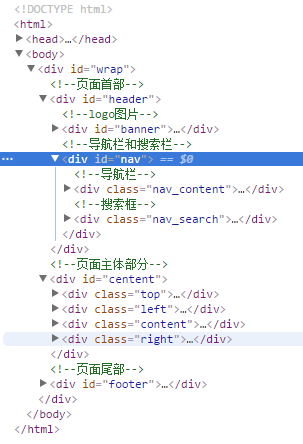 <!DOCTYPE html>
<html>
▶<head>…</head>
▼<body>
▼<div id="wrap">
<!--页面首部-->
▼<div id="header">
<!--logo图片-->
▶<div id="banner">…</div>
<!--导航栏和搜索栏-->
… ▼<div id="nav"> == $0
<!--导航栏-->
▶<div class="nav_content">…</div>
<!--搜索框-->
▶<div class="nav_search">…</div>
</div>
</div>
<!--页面主体部分-->
▼<div id="centent">
▶<div class="top">…</div>
▶<div class="left">…</div>
▶<div class="content">…</div>
▶<div class="right">…</div>
</div>
<!--页面尾部-->
▶<div id="footer">…</div>
</div>
</body>
</html>